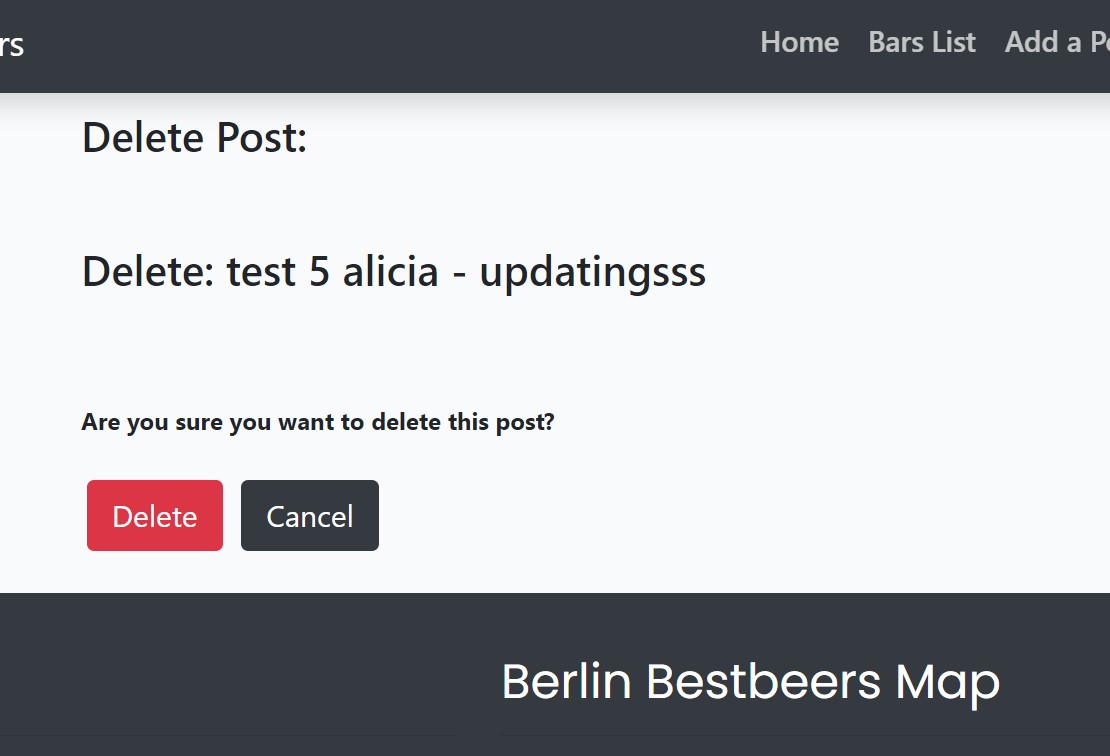 rs
Home Bars List Add a Po
Delete Post:
Delete: test 5 alicia - updatingsss
Are you sure you want to delete this post?
Delete Cancel
Berlin Bestbeers Map